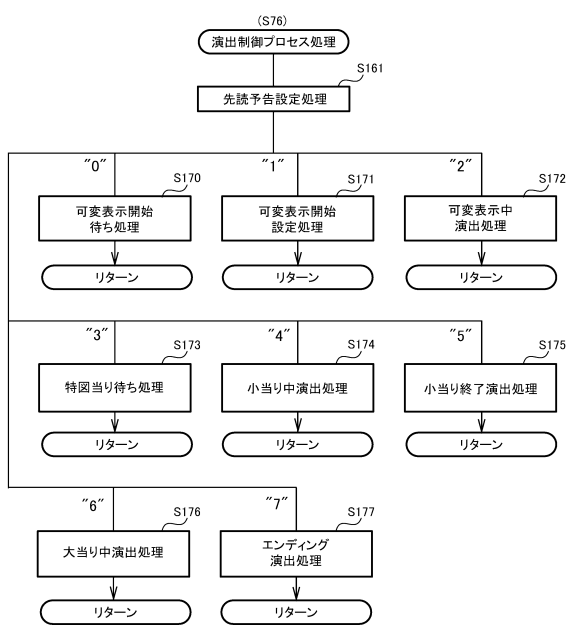 (S76)
演出制御プロセス処理
S161
先読予告設定処理
"0"
"1"
"2"
S170
S171
S172
可変表示開始
待ち処理
可変表示開始
設定処理
可変表示中
演出処理
リターン
リターン
リターン
"3"
"4"
"5"
S173
S174
S175
特図当り待ち処理
小当り中演出処理
小当り終了演出処理
リターン
リターン
リターン
"6"
"7"
S176
S177
大当り中演出処理
エンディング
演出処理
リターン
リターン